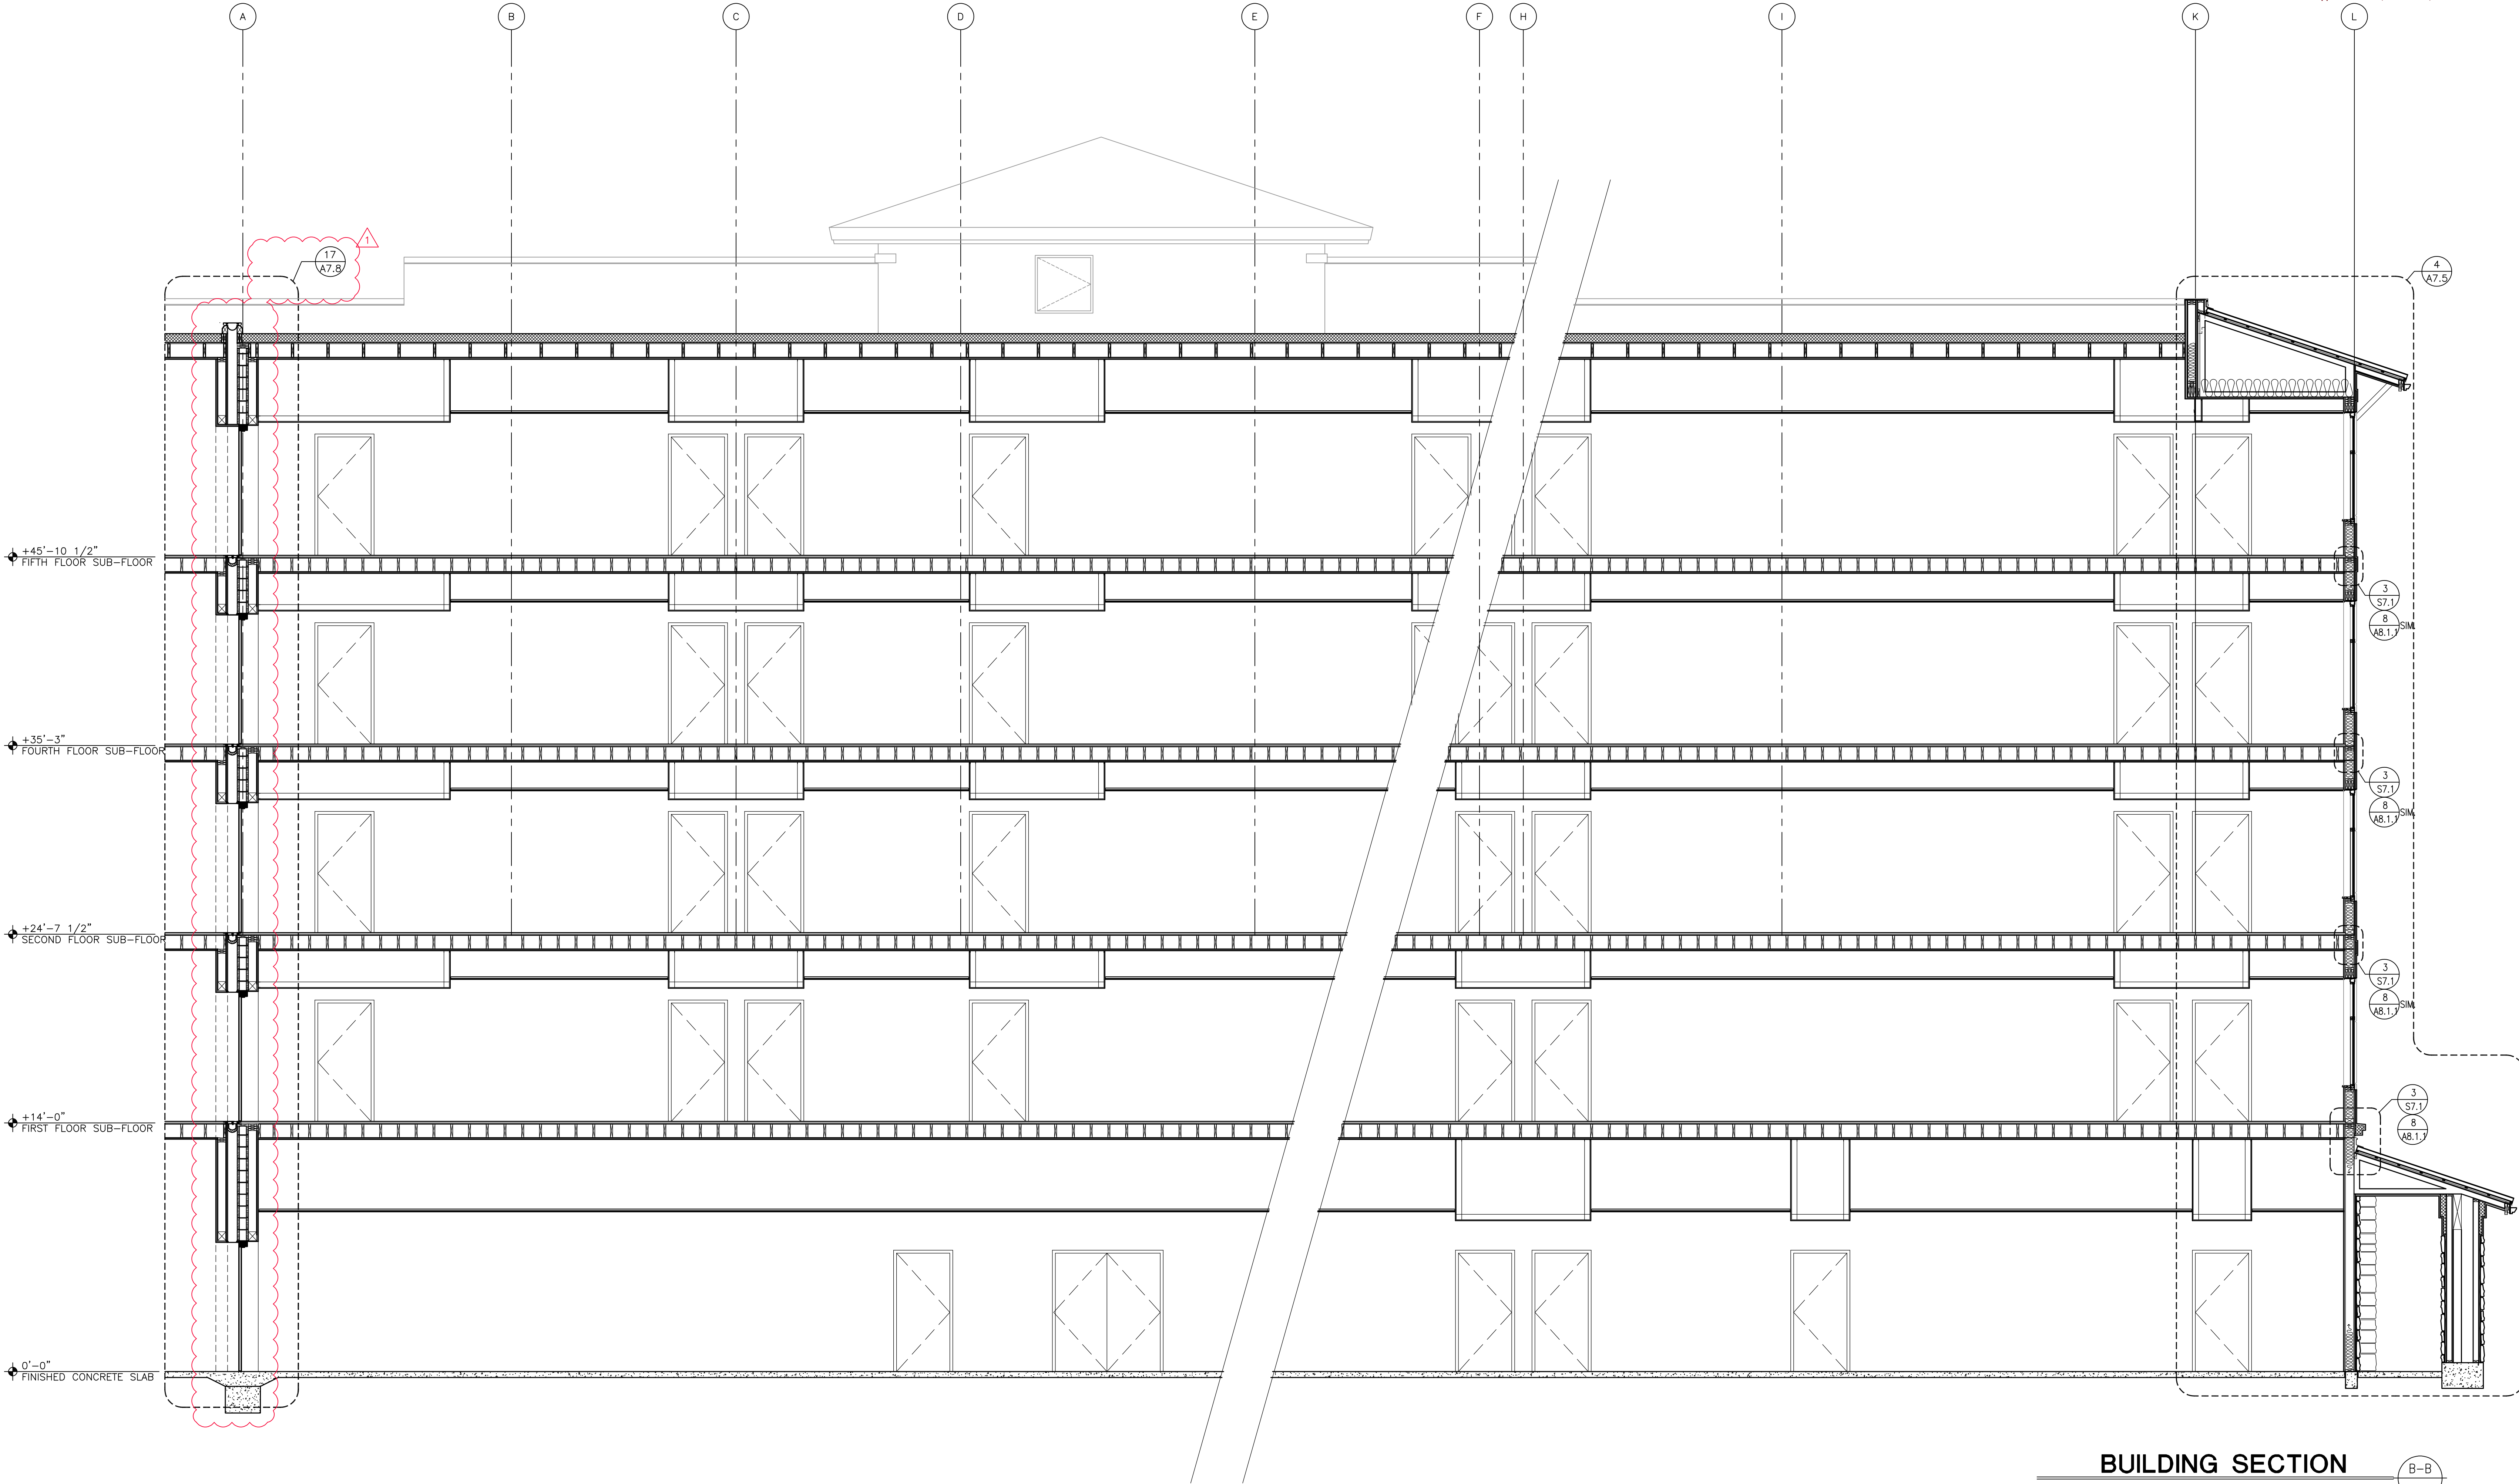 A
B
C
D
E
F
H
I
K
L
1
17
A7.8
4
A7.5
+45'-10 1/2"
FIFTH FLOOR SUB-FLOOR
3
S7.1
8
A8.1.1
SIM.
+35'-3"
FOURTH FLOOR SUB-FLOOR
3
S7.1
8
A8.1.1
SIM.
+24'-7 1/2"
SECOND FLOOR SUB-FLOOR
3
S7.1
8
A8.1.1
SIM.
+14'-0"
FIRST FLOOR SUB-FLOOR
3
S7.1
8
A8.1.1
0'-0"
FINISHED CONCRETE SLAB
BUILDING SECTION
B-B